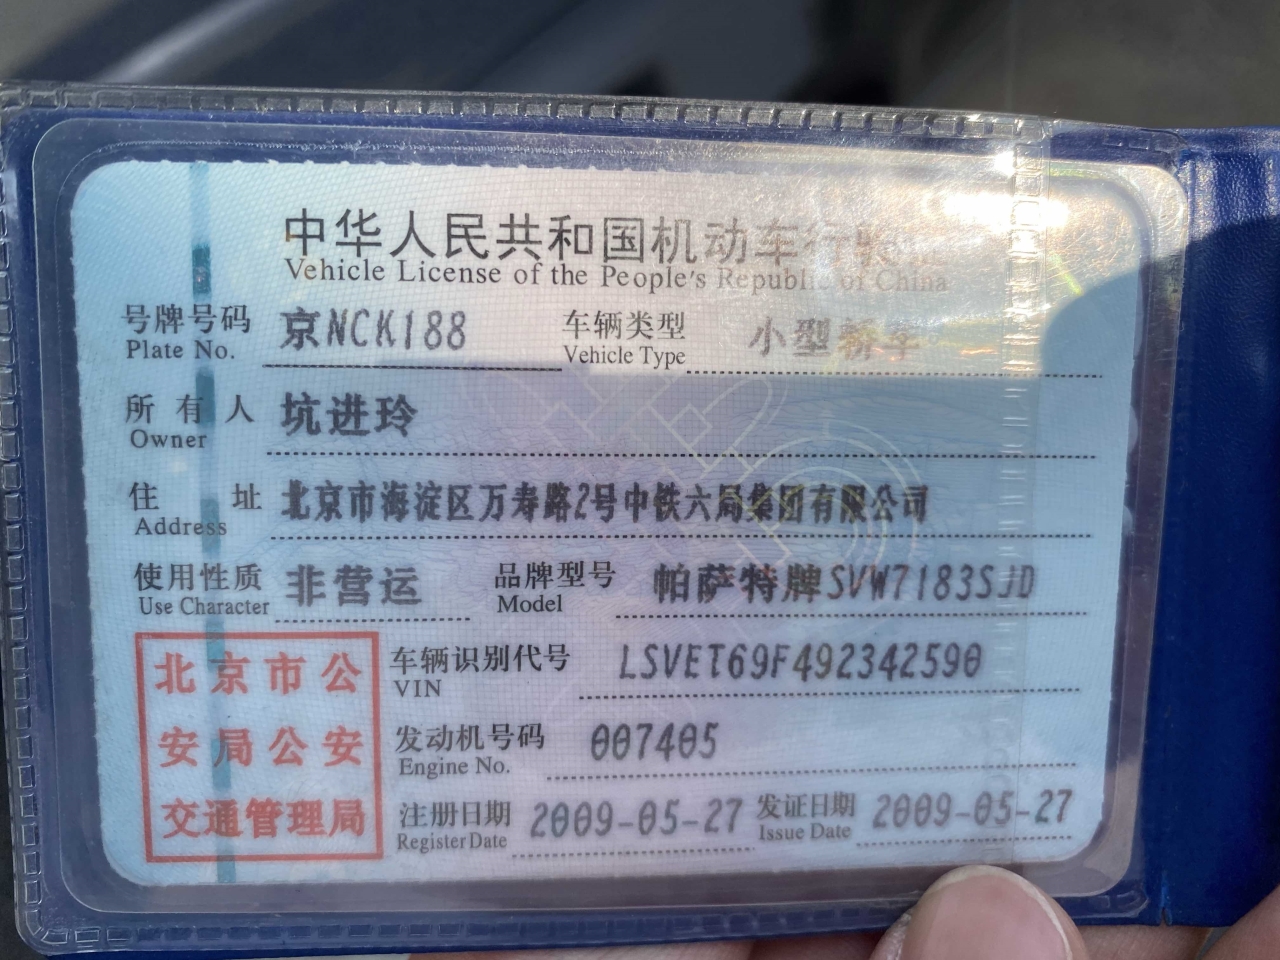 中华人民共和国机动车行驶证
Vehicle License of the People's Republic of China
号牌号码 京NCK188 车辆类型 小型轿车
Plate No. Vehicle Type
所有人 坑进玲
Owner
住址 北京市海淀区万寿路2号中铁六局集团有限公司
Address
使用性质 非营运 品牌型号 帕萨特牌SVW7183SJD
Use Character Model
北京市公
安局公安
交通管理局
车辆识别代号 LSVET69F492342590
VIN
发动机号码 007405
Engine No.
注册日期 2009-05-27 发证日期 2009-05-27
Register Date Issue Date